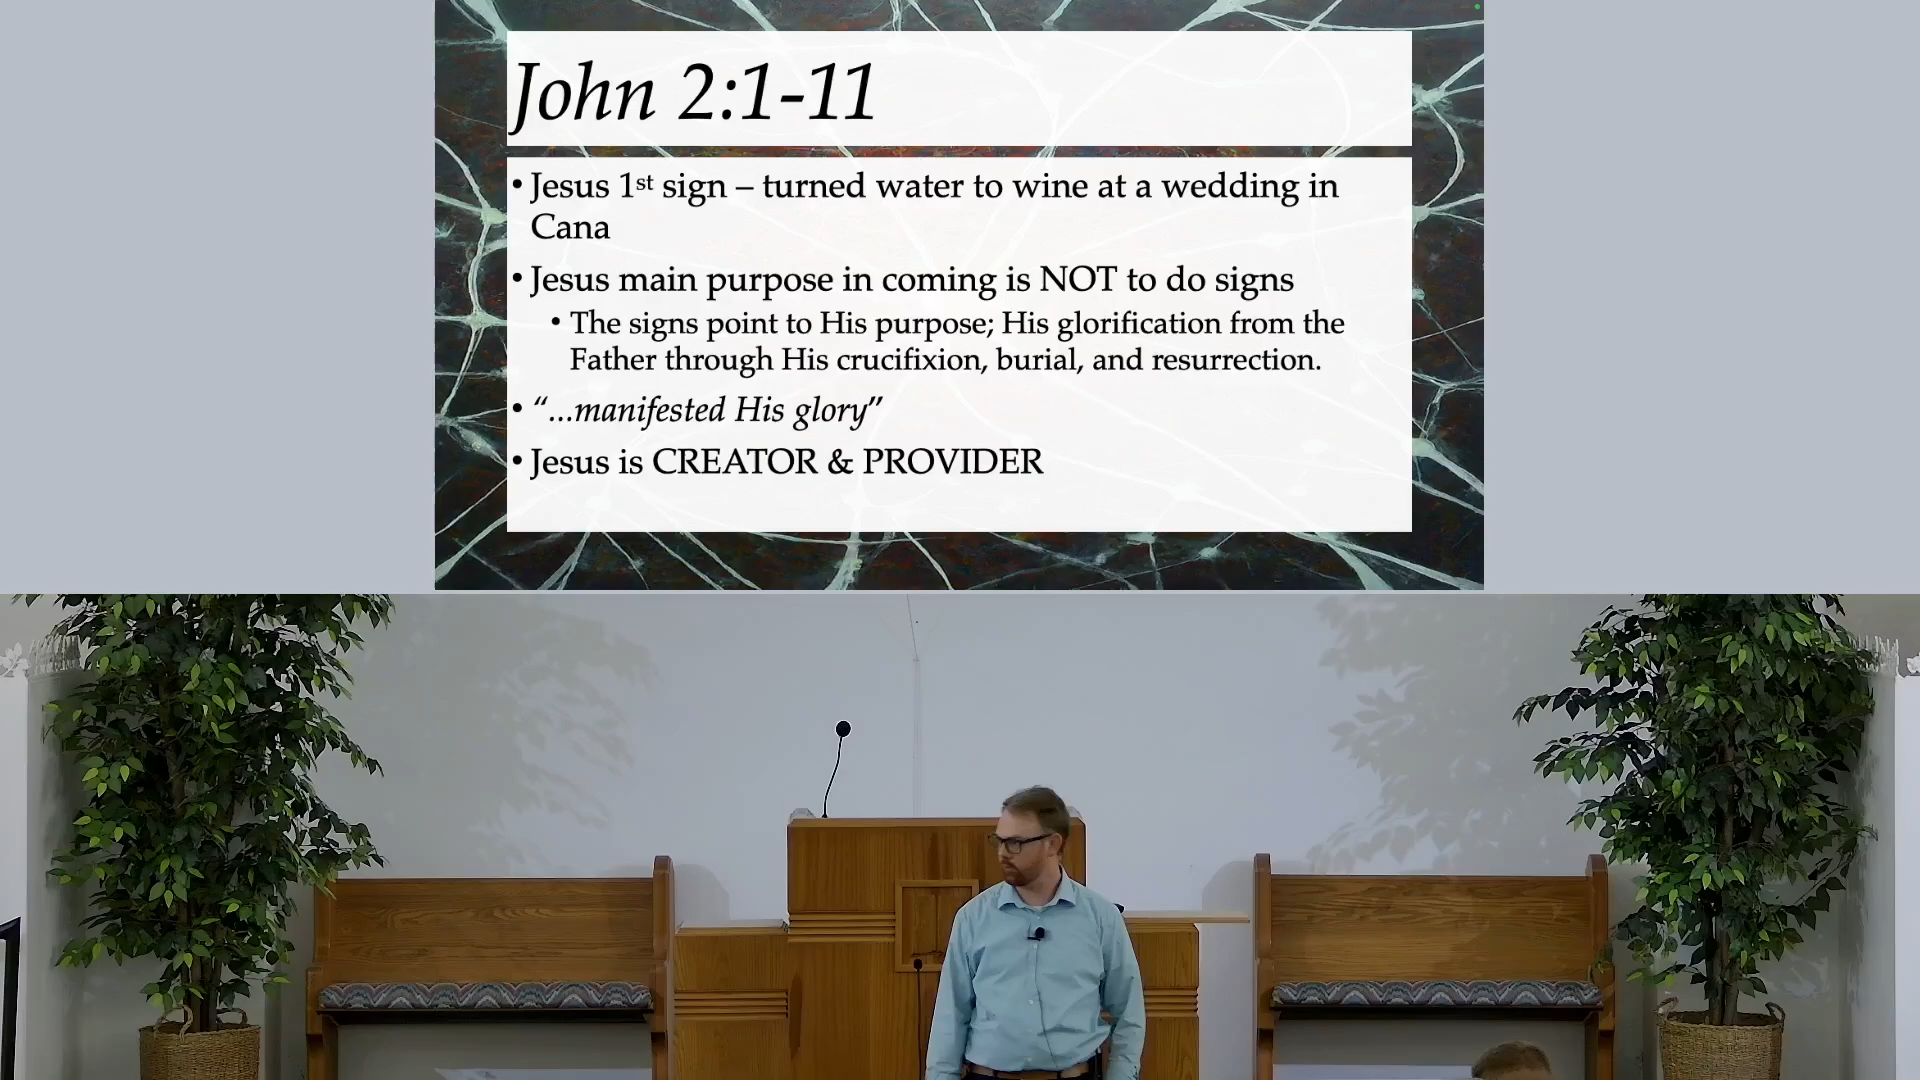 John 2:1-11
• Jesus 1st sign – turned water to wine at a wedding in
Cana
• Jesus main purpose in coming is NOT to do signs
• The signs point to His purpose; His glorification from the
Father through His crucifixion, burial, and resurrection.
• “...manifested His glory”
• Jesus is CREATOR & PROVIDER